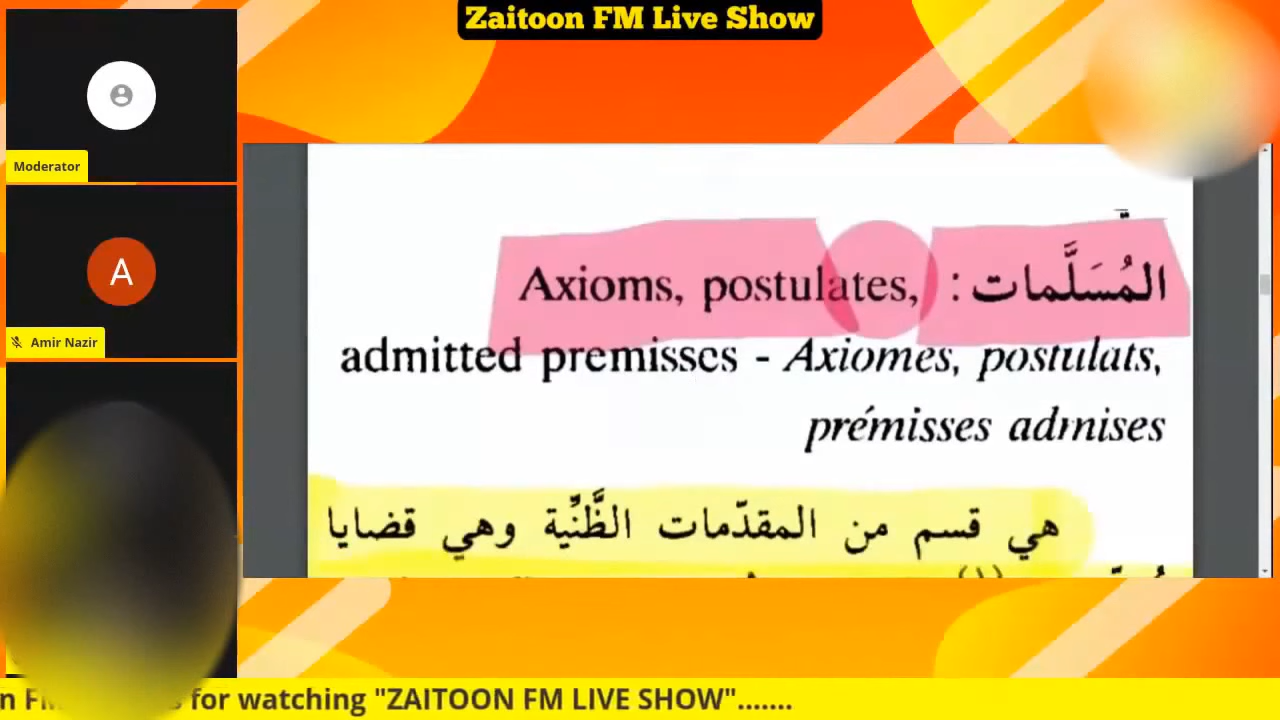 Zaitoon FM Live Show
Moderator
A
Amir Nazir
المُسَلَّمات : Axioms, postulates,
admitted premisses - Axiomes, postulats,
prémisses admises
هي قسم من المقدّمات الظَّنِّية وهي قضايا
for watching "ZAITOON FM LIVE SHOW".......